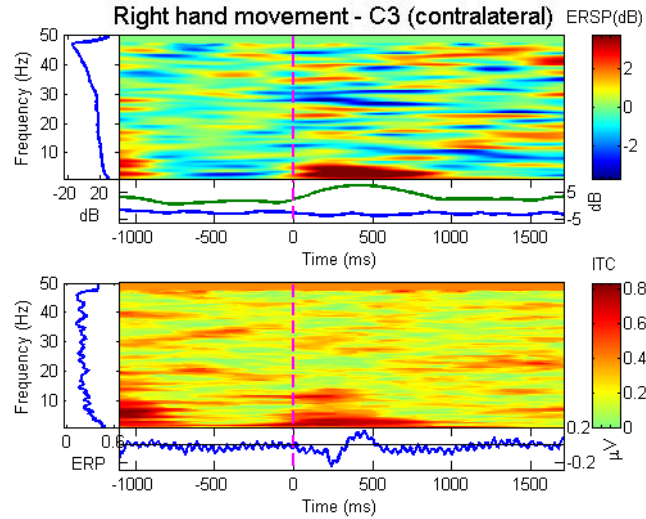 Right hand movement - C3 (contralateral)
ERSP(dB)
Frequency (Hz)
50
40
30
20
10
2
0
-2
-20 20
dB
5
-5
dB
-1000 -500 0 500 1000 1500
Time (ms)
ITC
Frequency (Hz)
50
40
30
20
10
0.8
0.6
0.4
0.2
0
0 0.6
ERP
0.2
-0.2
μV
-1000 -500 0 500 1000 1500
Time (ms)